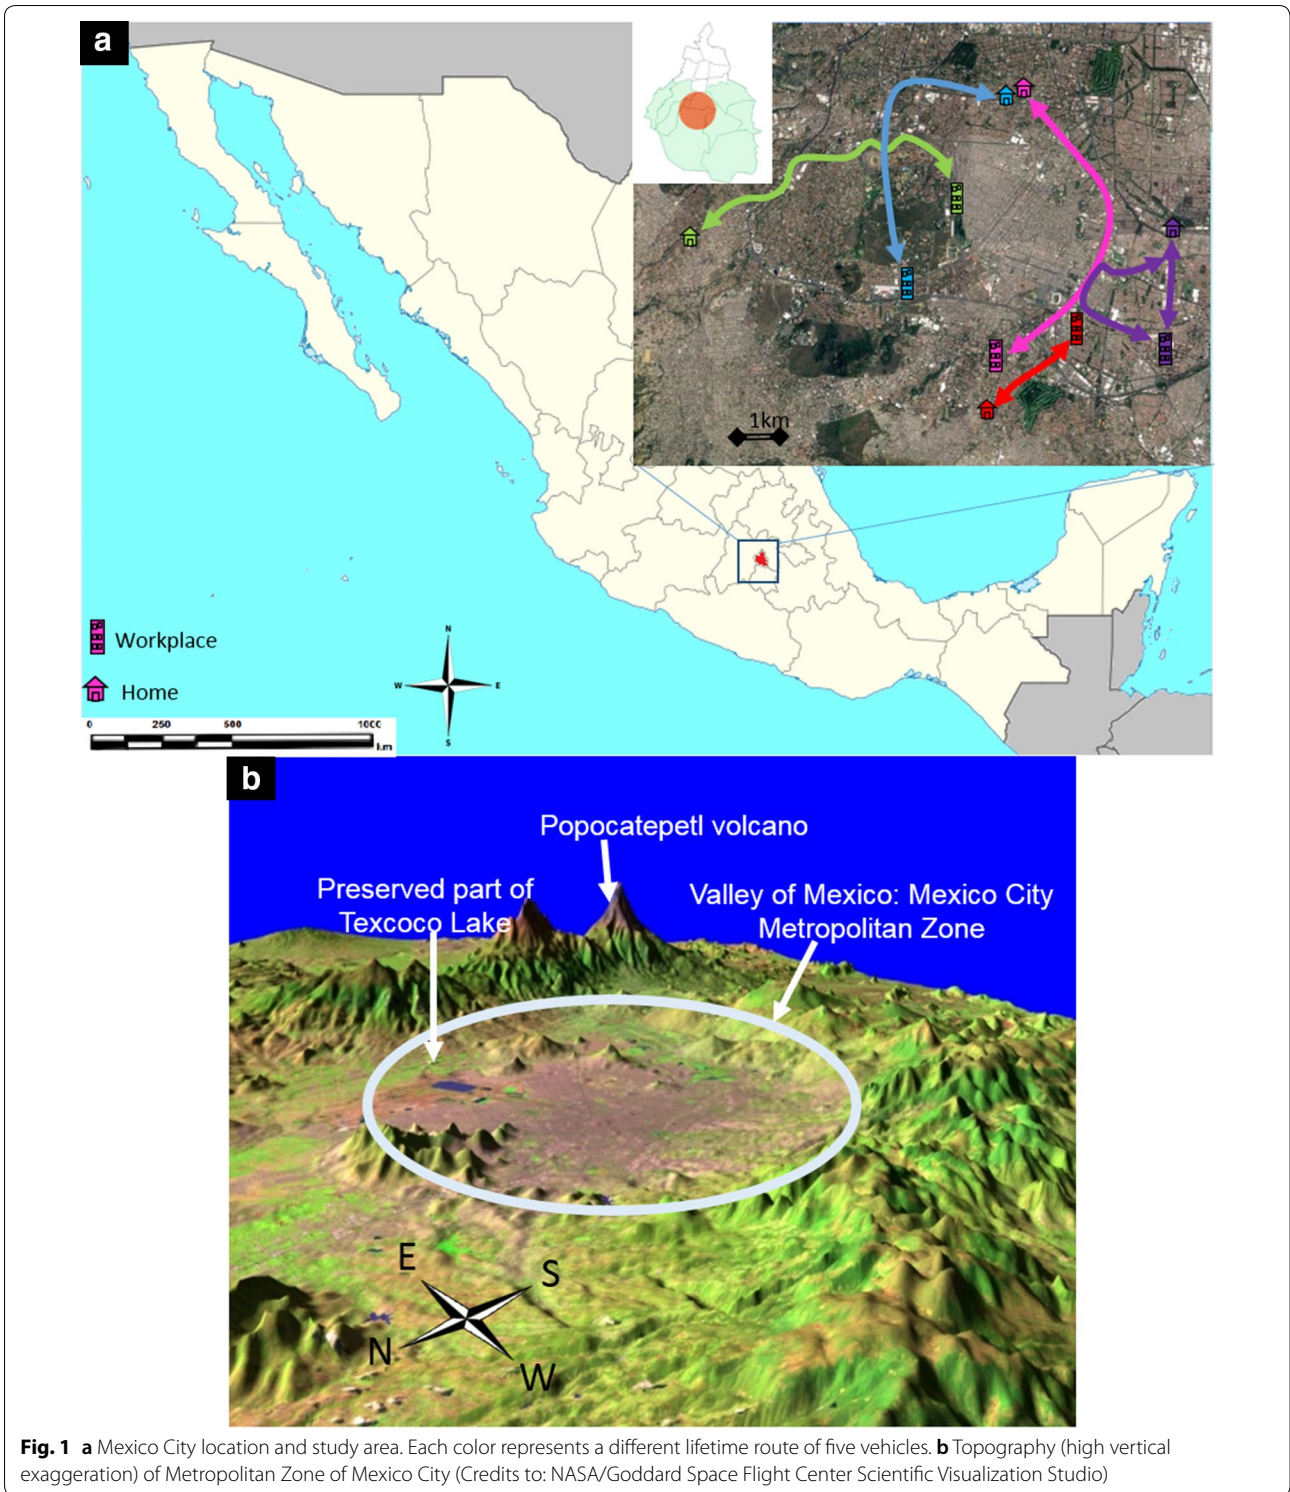 a
1km
Workplace
Home
N
W
E
S
0 250 500 1000
km
b
Popocatepetl volcano
Preserved part of
Texcoco Lake
Valley of Mexico: Mexico City
Metropolitan Zone
E
S
N
W
Fig. 1 a Mexico City location and study area. Each color represents a different lifetime route of five vehicles. b Topography (high vertical
exaggeration) of Metropolitan Zone of Mexico City (Credits to: NASA/Goddard Space Flight Center Scientific Visualization Studio)